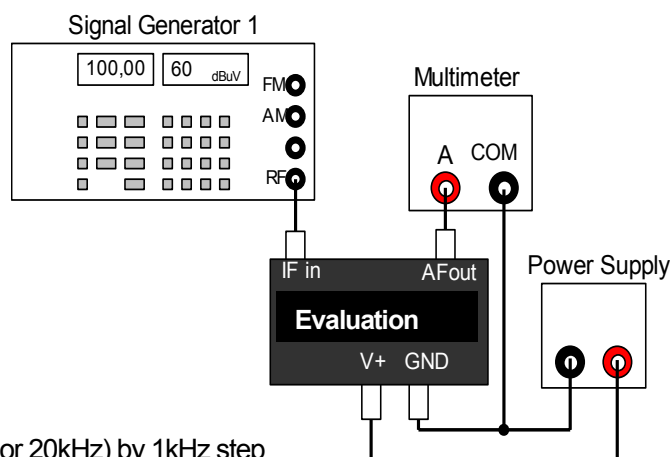 Signal Generator 1
100,00
60 dBuV
FM
AM
RF
Multimeter
A COM
IF in
AFout
Power Supply
Evaluation
V+ GND
or 20kHz) by 1kHz step